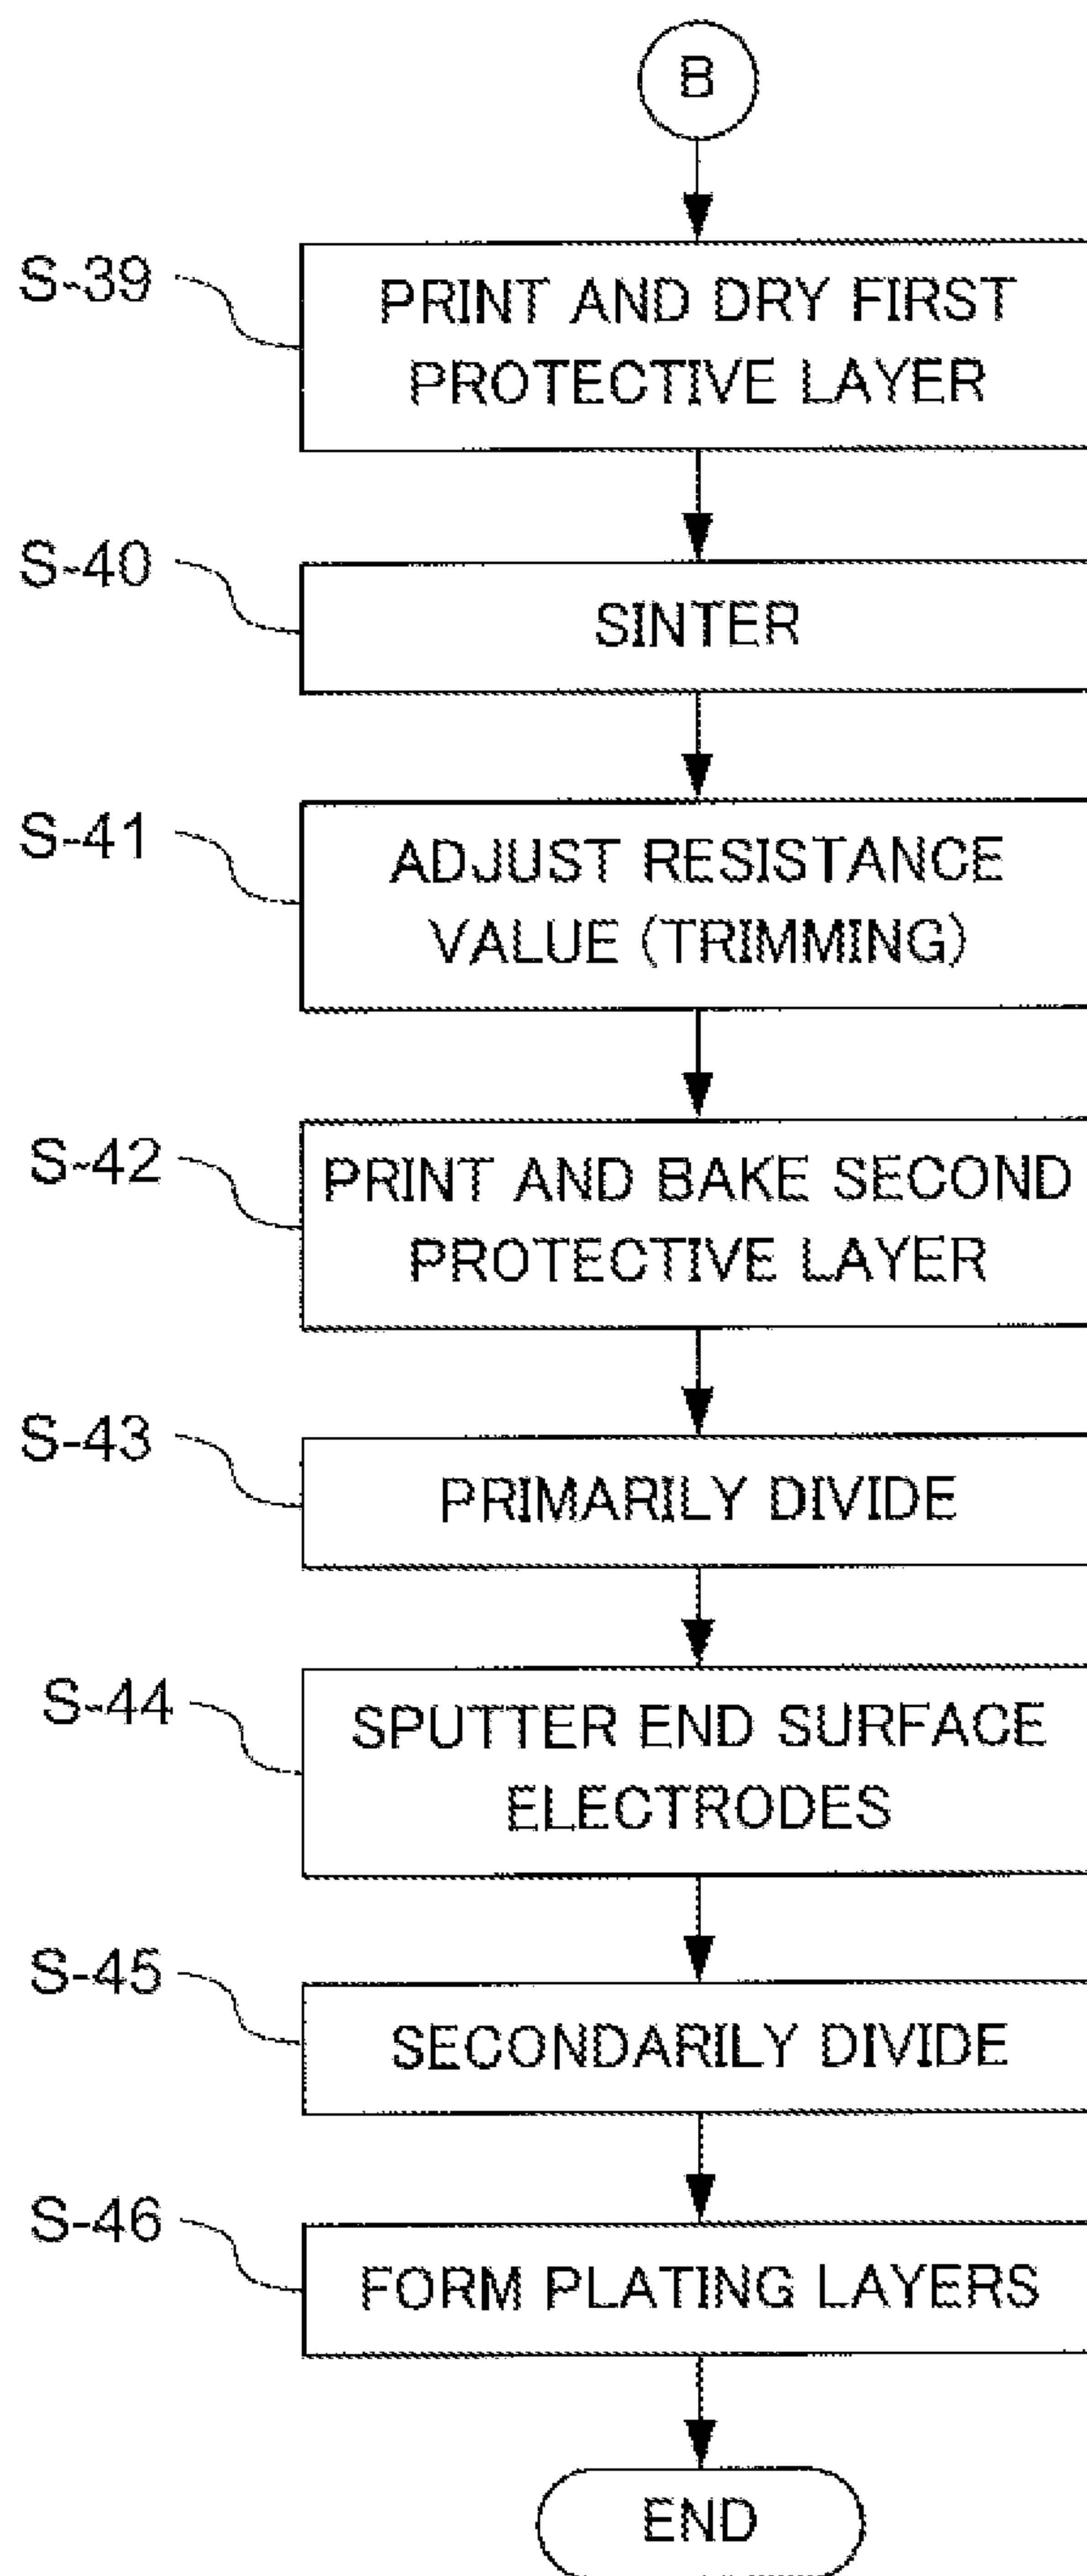 B
S-39
PRINT AND DRY FIRST
PROTECTIVE LAYER
S-40
SINTER
S-41
ADJUST RESISTANCE
VALUE (TRIMMING)
S-42
PRINT AND BAKE SECOND
PROTECTIVE LAYER
S-43
PRIMARILY DIVIDE
S-44
SPUTTER END SURFACE
ELECTRODES
S-45
SECONDARILY DIVIDE
S-46
FORM PLATING LAYERS
END